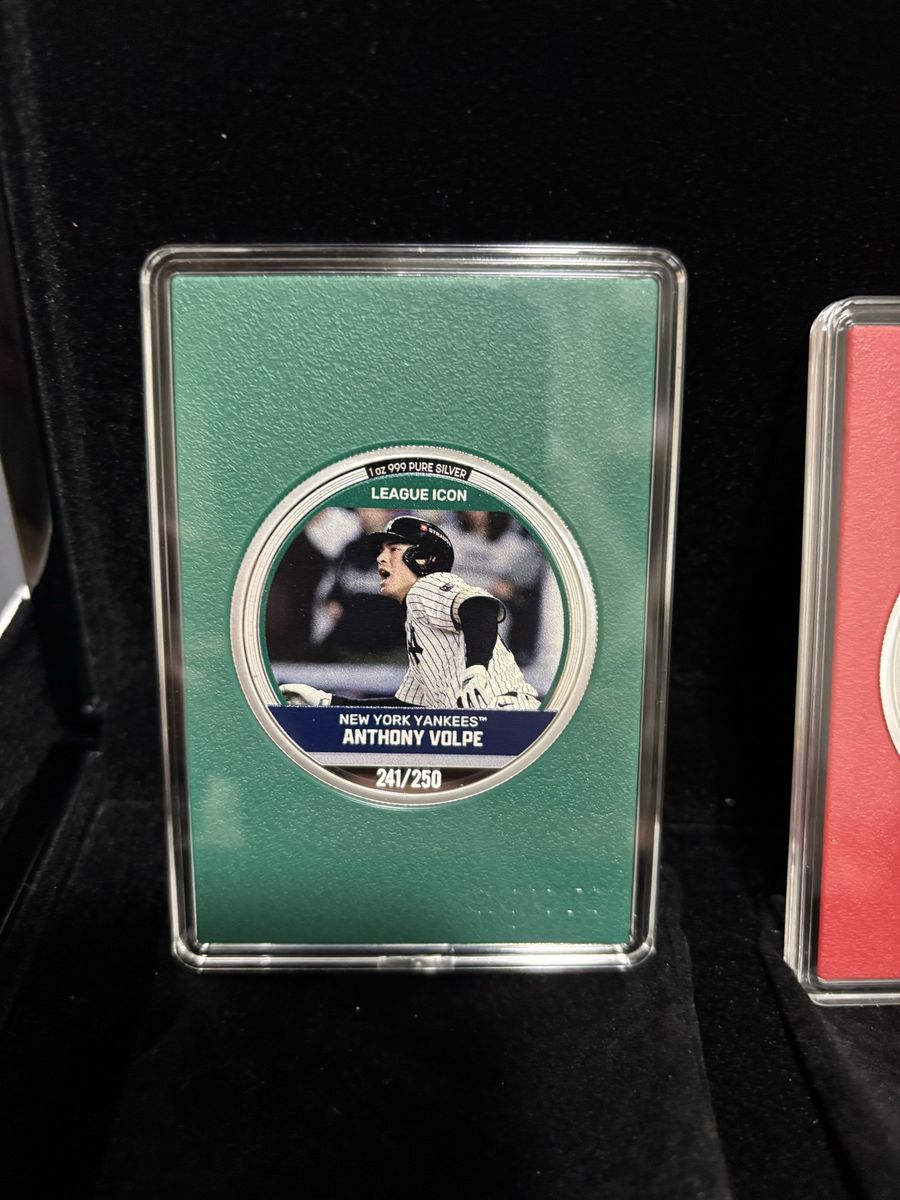 1 oz 999 PURE SILVER
LEAGUE ICON
NEW YORK YANKEES™
ANTHONY VOLPE
241/250